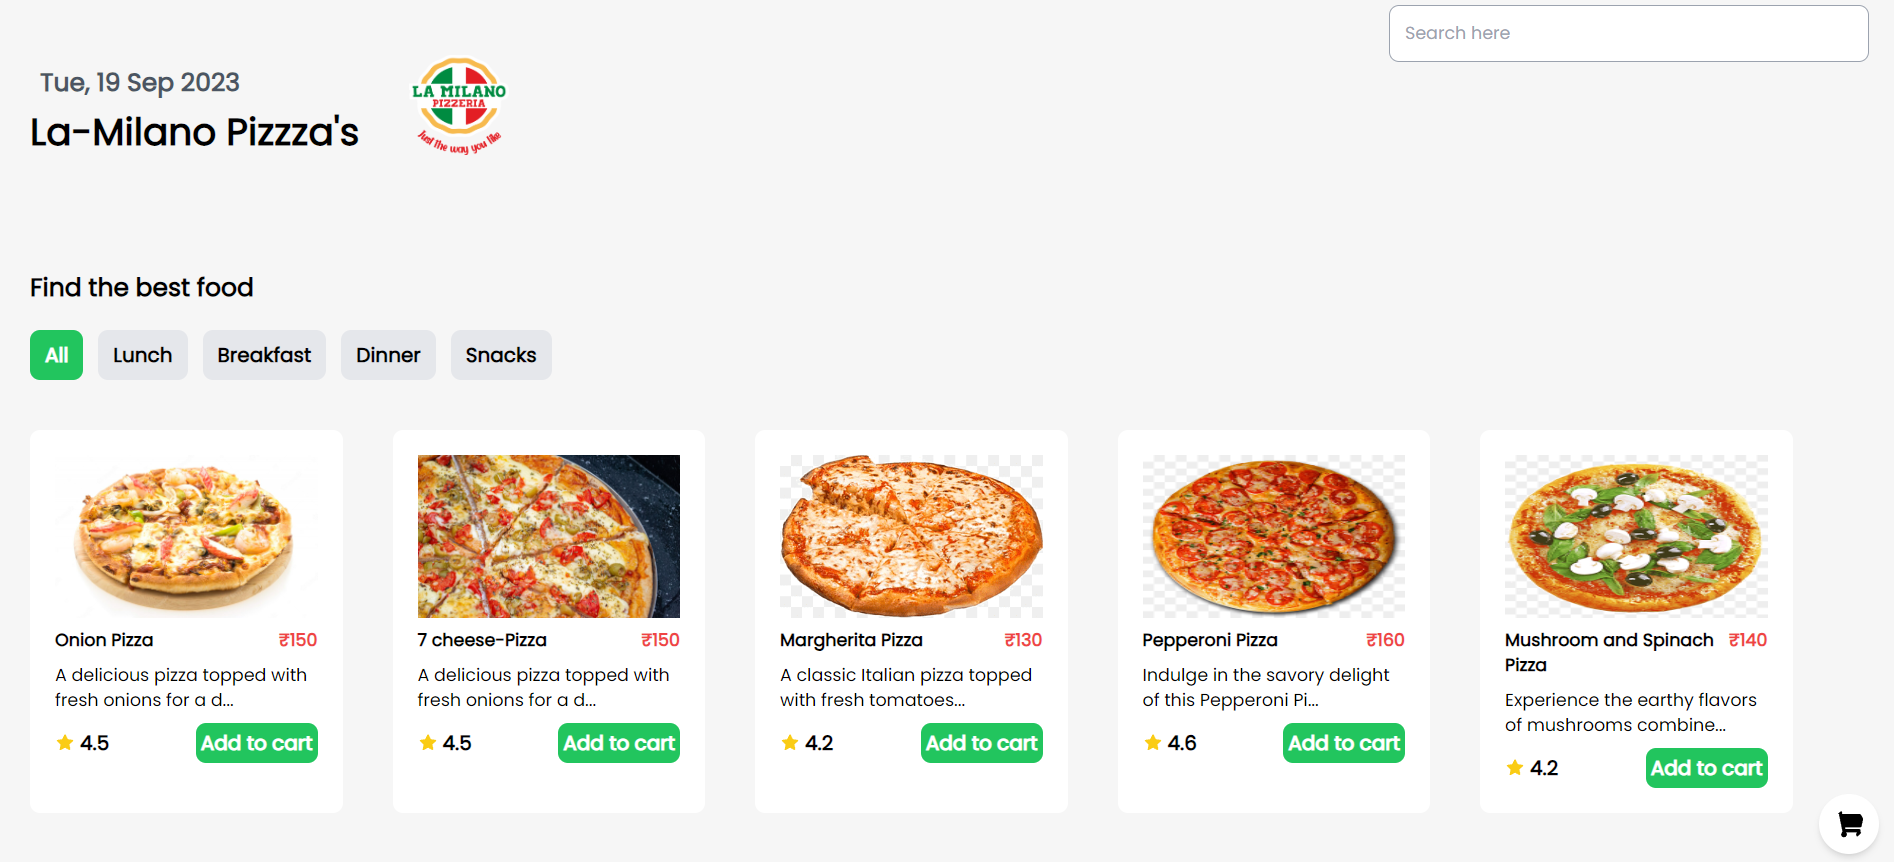 Search here
Tue, 19 Sep 2023
La-Milano Pizzza's
LA MILANO
PIZZERIA
Just the way you like
Find the best food
All
Lunch
Breakfast
Dinner
Snacks
Onion Pizza ₹150
A delicious pizza topped with
fresh onions for a d...
4.5 Add to cart
7 cheese-Pizza ₹150
A delicious pizza topped with
fresh onions for a d...
4.5 Add to cart
Margherita Pizza ₹130
A classic Italian pizza topped
with fresh tomatoes...
4.2 Add to cart
Pepperoni Pizza ₹160
Indulge in the savory delight
of this Pepperoni Pi...
4.6 Add to cart
Mushroom and Spinach ₹140
Pizza
Experience the earthy flavors
of mushrooms combine...
4.2 Add to cart